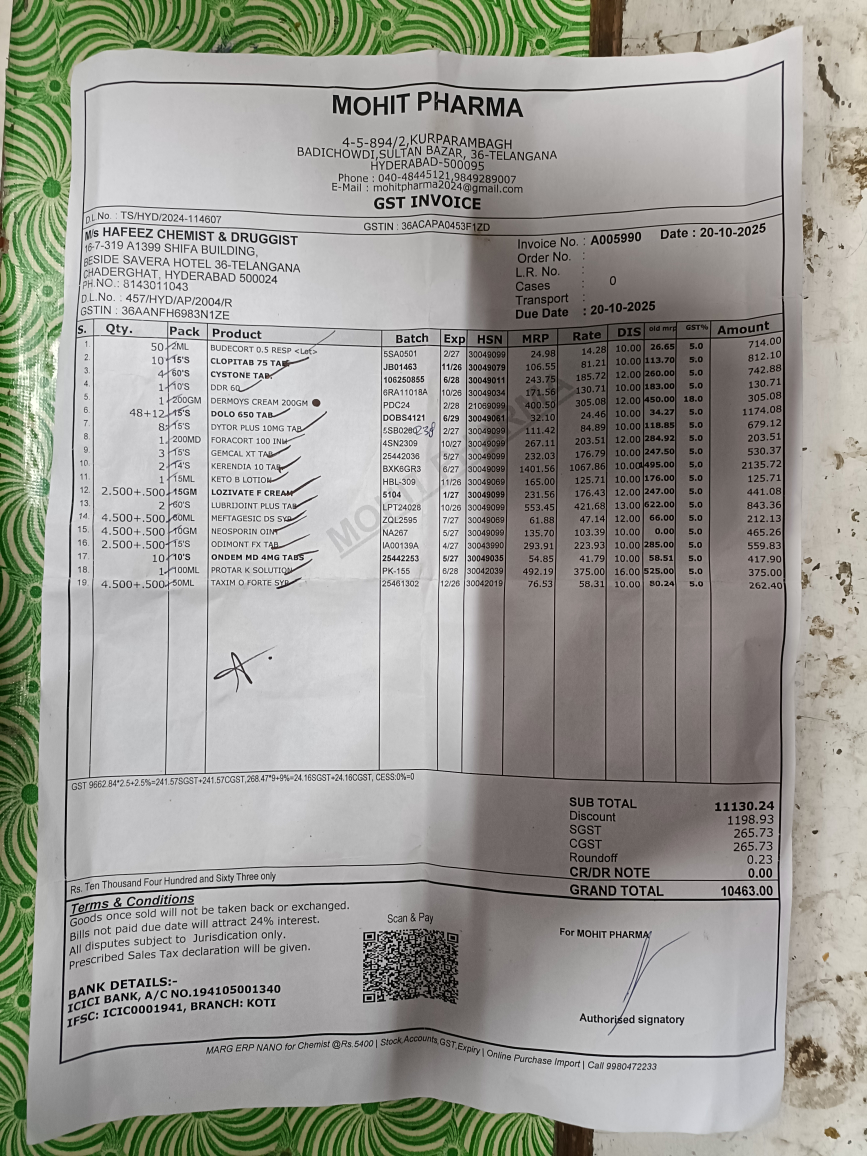 MOHIT PHARMA
4-5-894/2,KURPARAMBAGH
BADICHOWDI,SULTAN BAZAR, 36-TELANGANA
HYDERABAD-500095
Phone : 040-48445121,9849289007
E-Mail : mohitpharma2024@gmail.com
GST INVOICE
D.L.No. : TS/HYD/2024-114607
GSTIN : 36ACAPA0453F1ZD
M/s HAFEEZ CHEMIST & DRUGGIST
16-7-319 A1399 SHIFA BUILDING,
BESIDE SAVERA HOTEL 36-TELANGANA
CHADERGHAT, HYDERABAD 500024
PH.NO.: 8143011043
D.L.No. : 457/HYD/AP/2004/R
GSTIN : 36AANFH6983N1ZE
Invoice No. : A005990 Date : 20-10-2025
Order No. :
L.R. No. :
Cases : 0
Transport :
Due Date : 20-10-2025
S. Qty. Pack Product Batch Exp HSN MRP Rate DIS old mrp GST% Amount
1. 50 2ML BUDECORT 0.5 RESP <Lot> 5SA0501 2/27 30049099 24.98 14.28 10.00 26.65 5.0 714.00
2. 10 15'S CLOPITAB 75 TAB JB01463 11/26 30049079 106.55 81.21 10.00 113.70 5.0 812.10
3. 4 60'S CYSTONE TAB. 106250855 6/28 30049011 243.75 185.72 12.00 260.00 5.0 742.88
4. 1 10'S DDR 6Q 6RA11018A 10/26 30049034 171.56 130.71 10.00 183.00 5.0 130.71
5. 1 200GM DERMOYS CREAM 200GM PDC24 2/28 21069099 400.50 305.08 12.00 450.00 18.0 305.08
6. 48+12 15'S DOLO 650 TAB DOBS4121 6/29 30049061 32.10 24.46 10.00 34.27 5.0 1174.08
7. 8 15'S DYTOR PLUS 10MG TAB 2/27 30049099 111.42 84.89 10.00 118.85 5.0 679.12
8. 1 200MD FORACORT 100 INH 4SN2309 10/27 30049099 267.11 203.51 12.00 284.92 5.0 203.51
9. 3 15'S GEMCAL XT TAB 25442036 5/27 30049099 232.03 176.79 10.00 247.50 5.0 530.37
10. 2 14'S KERENDIA 10 TAB BXK6GR3 6/27 30049099 1401.56 1067.86 10.00 1495.00 5.0 2135.72
11. 1 15ML KETO B LOTION HBL-309 11/26 30049069 165.00 125.71 10.00 176.00 5.0 125.71
12. 2.500+.500 15GM LOZIVATE F CREAM 5104 1/27 30049099 231.56 176.43 12.00 247.00 5.0 441.08
13. 2 60'S LUBRIJOINT PLUS TAB LPT24028 10/26 30049099 553.45 421.68 13.00 622.00 5.0 843.36
14. 4.500+.500 60ML MEFTAGESIC DS SYP ZQL2595 7/27 30049069 61.88 47.14 12.00 66.00 5.0 212.13
15. 4.500+.500 10GM NEOSPORIN OINT NA267 5/27 30049099 135.70 103.39 10.00 0.00 5.0 465.26
16. 2.500+.500 15'S ODIMONT FX TAB IA00139A 4/27 30043990 293.91 223.93 10.00 285.00 5.0 559.83
17. 10 10'S ONDEM MD 4MG TABS 25442253 5/27 30049035 54.85 41.79 10.00 58.51 5.0 417.90
18. 1 100ML PROTAR K SOLUTION PK-155 6/28 30042039 492.19 375.00 16.00 525.00 5.0 375.00
19. 4.500+.500 50ML TAXIM O FORTE SYP 25461302 12/26 30042019 76.53 58.31 10.00 80.24 5.0 262.40
MOHIT PHARMA
GST 9662.84*2.5+2.5%=241.57SGST+241.57CGST,268.47*9+9%=24.16SGST+24.16CGST, CESS:0%=0
SUB TOTAL 11130.24
Discount 1198.93
SGST 265.73
CGST 265.73
Roundoff 0.23
CR/DR NOTE 0.00
Rs. Ten Thousand Four Hundred and Sixty Three only
GRAND TOTAL 10463.00
Terms & Conditions
Goods once sold will not be taken back or exchanged.
Bills not paid due date will attract 24% interest.
All disputes subject to Jurisdication only.
Prescribed Sales Tax declaration will be given.
Scan & Pay
For MOHIT PHARMA
BANK DETAILS:-
ICICI BANK, A/C NO.194105001340
IFSC: ICIC0001941, BRANCH: KOTI
Authorised signatory
MARG ERP NANO for Chemist @Rs.5400 | Stock,Accounts,GST,Expiry | Online Purchase Import | Call 9980472233